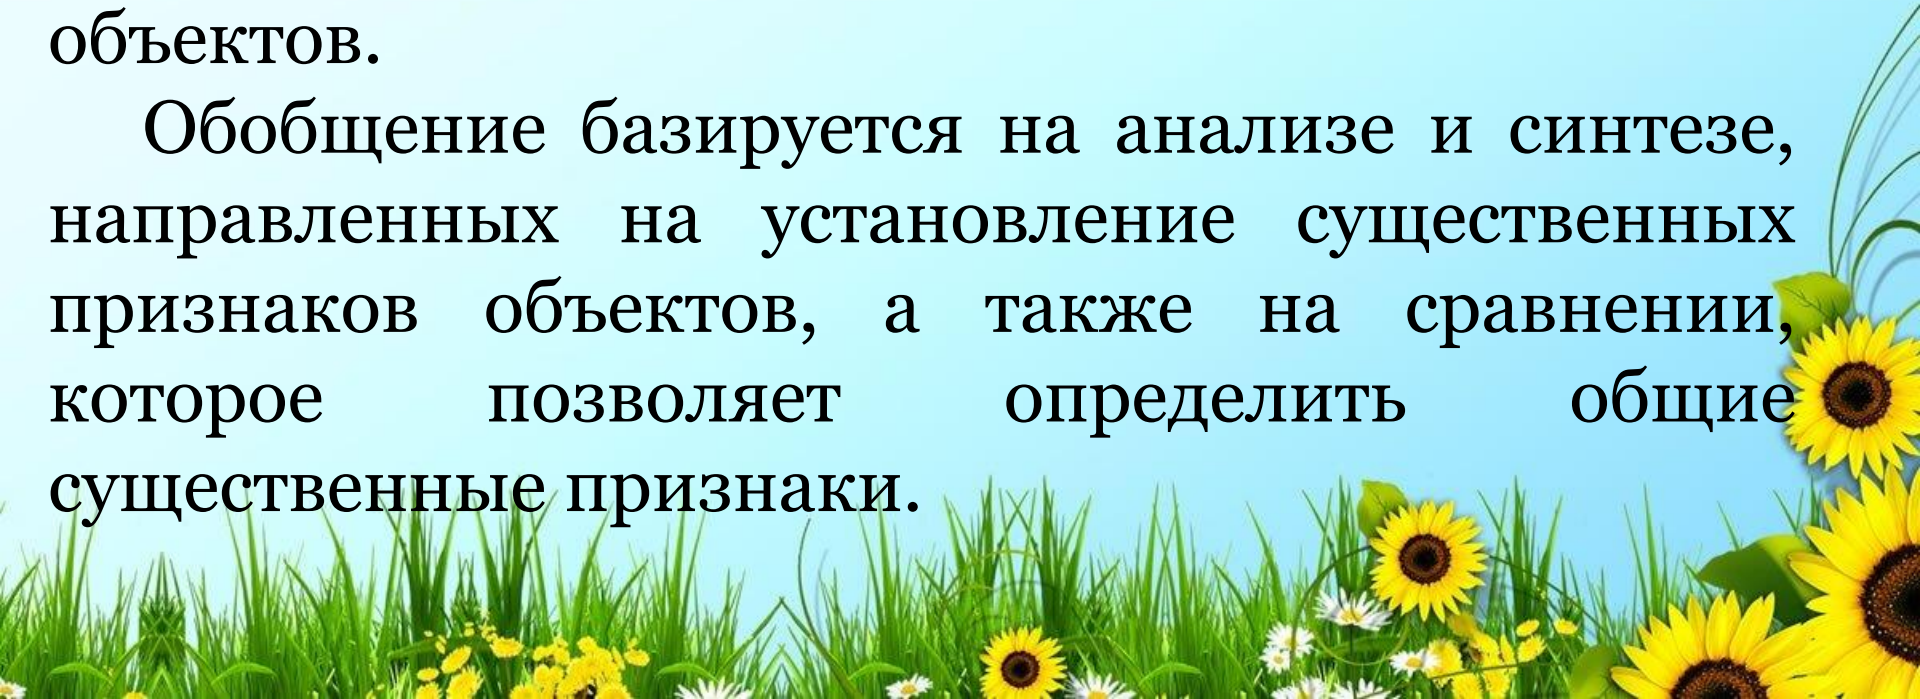 объектов.
Обобщение базируется на анализе и синтезе,
направленных на установление существенных
признаков объектов, а также на сравнении,
которое позволяет определить общие
существенные признаки.